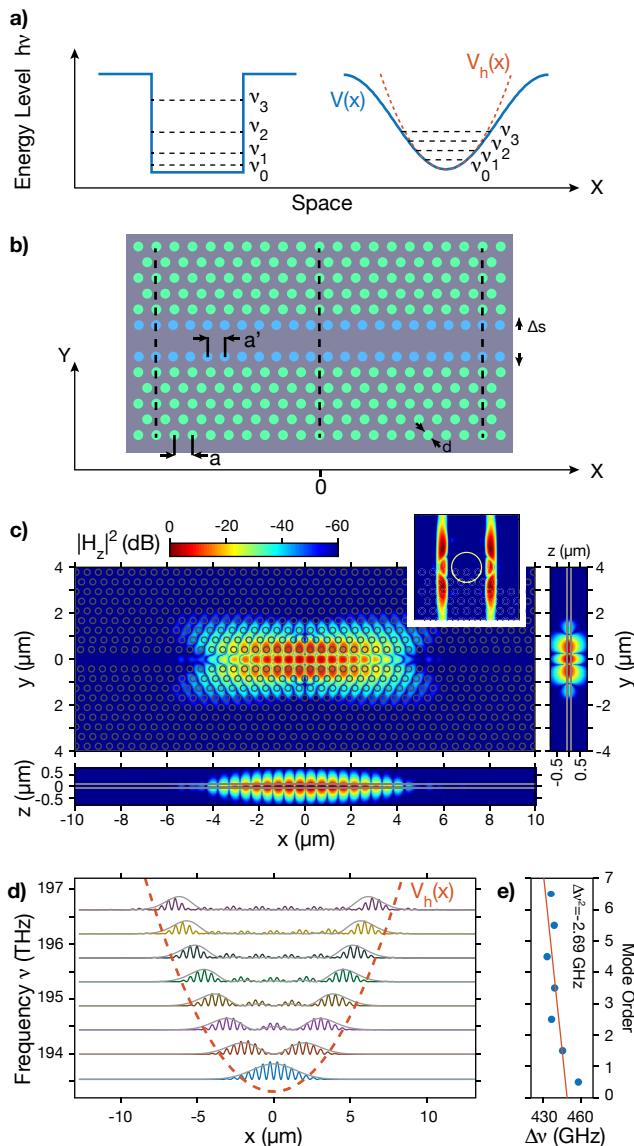 a)
Energy Level hν
ν3
ν2
ν1
ν0
V(x)
Vh(x)
ν3
ν2
ν1
ν0
Space
X
b)
Y
a'
Δs
a
d
0
X
c)
|Hz|² (dB)
0 -20 -40 -60
z (µm)
4
2
0
2
4
y (µm)
4
2
0
-2
-4
y (µm)
-0.5
0.5
0.5
0
-0.5
z (µm)
-10 -8 -6 -4 -2 0 2 4 6 8 10
x (µm)
d)
Vh(x)
197
196
195
194
Frequency ν (THz)
-10 -5 0 5 10
x (µm)
e)
Δν²=-2.69 GHz
7
6
5
4
3
2
1
0
Mode Order
430 460
Δν (GHz)